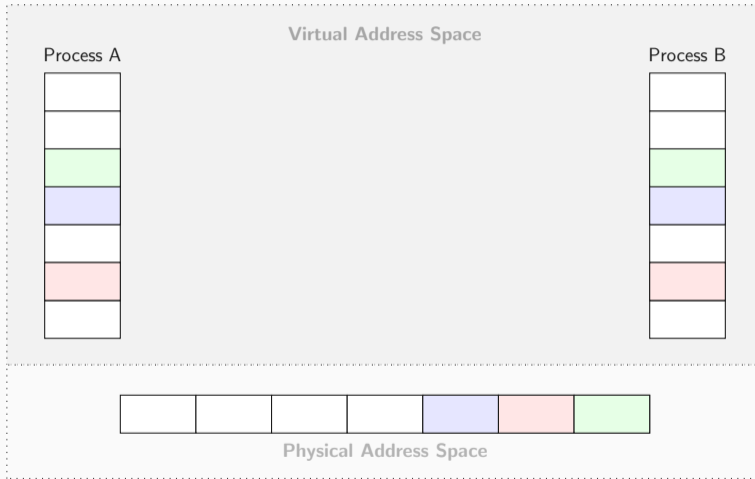 Virtual Address Space
Process A
Process B
Physical Address Space